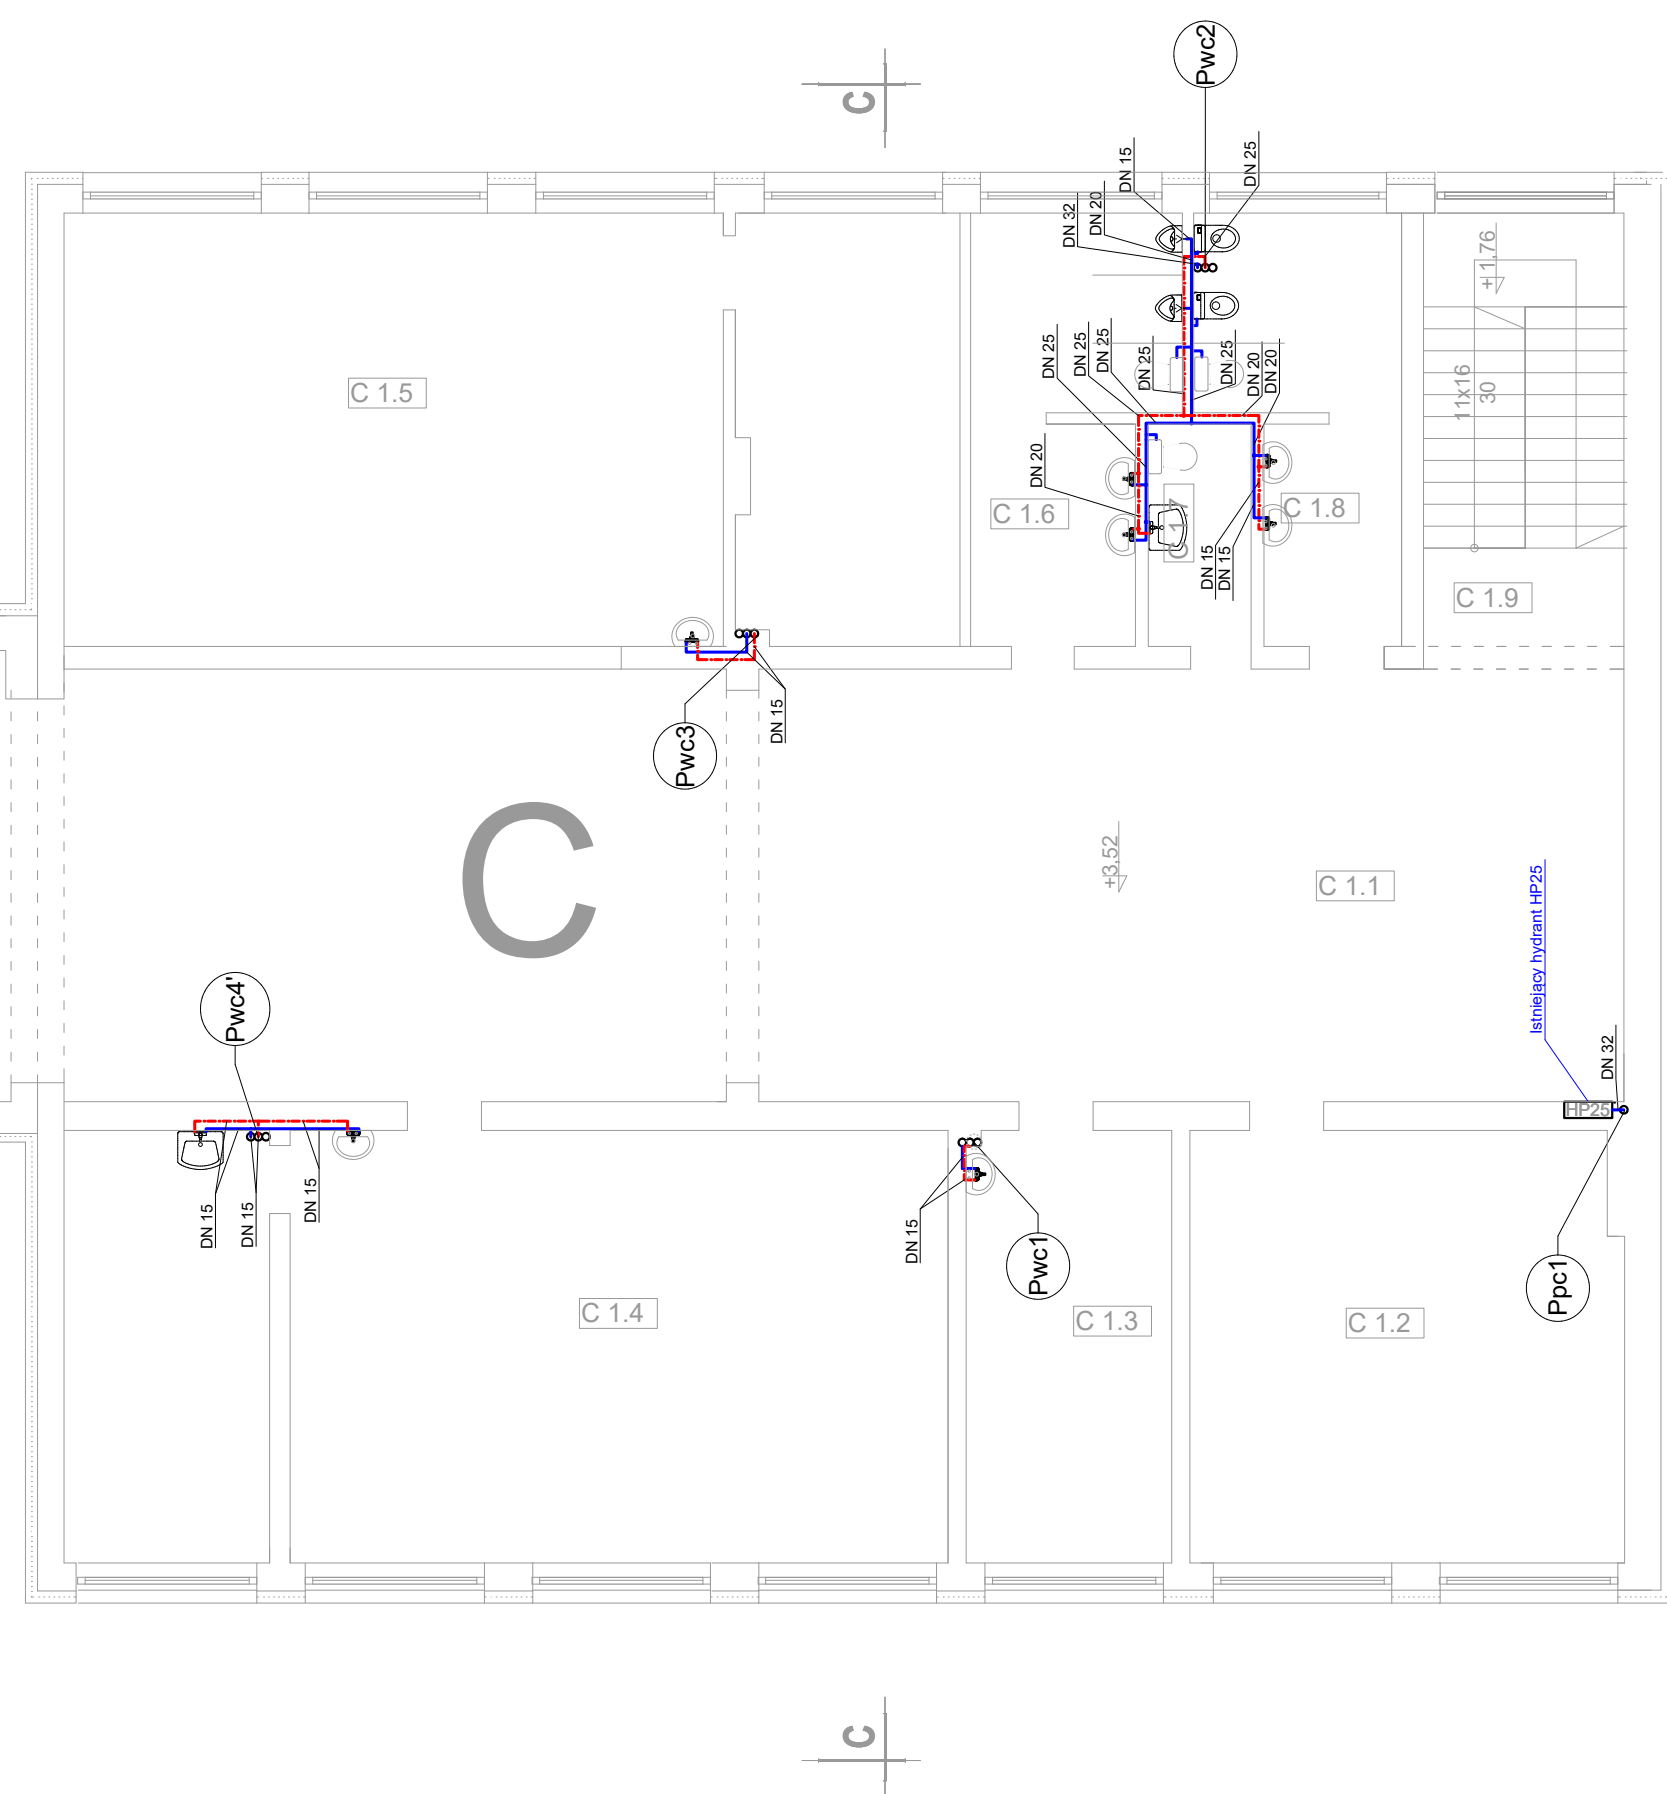 C
Pwc2
DN 15
DN 25
DN 20
DN 32
+1,76
DN 25
DN 25
DN 25
DN 25
DN 25
DN 20
DN 20
11x16
30
C 1.5
DN 20
C 1.6
C 1.7
C 1.8
DN 15
DN 15
C 1.9
DN 15
Pwc3
C
+3,52
C 1.1
Istniejący hydrant HP25
Pwc4'
DN 32
HP25
DN 15
DN 15
DN 15
DN 15
Pwc1
Ppc1
C 1.4
C 1.3
C 1.2
C